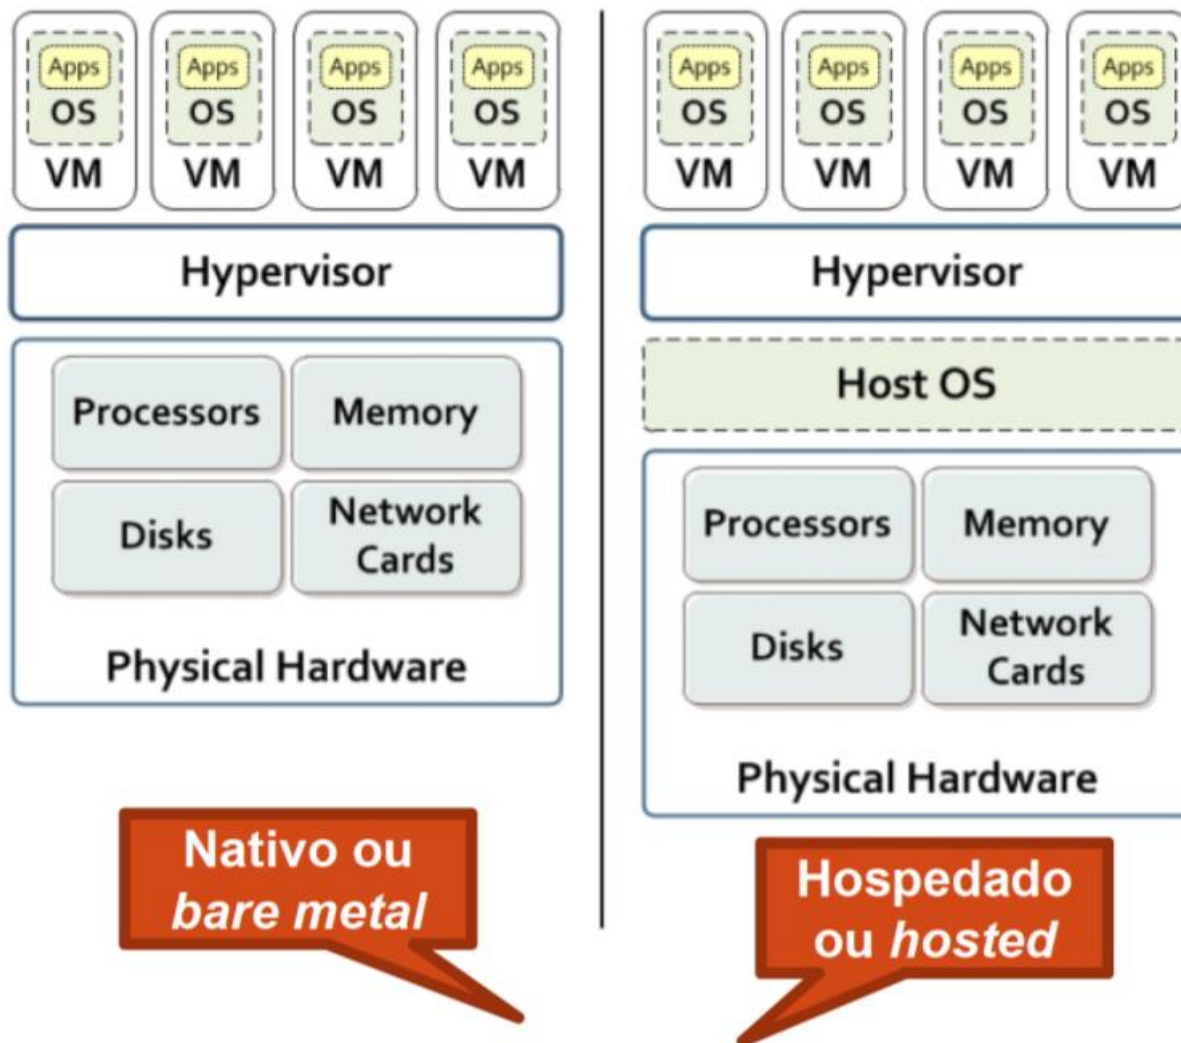 Apps
OS
VM
Apps
OS
VM
Apps
OS
VM
Apps
OS
VM
Hypervisor
Processors
Memory
Disks
Network
Cards
Physical Hardware
Nativo ou
bare metal
Apps
OS
VM
Apps
OS
VM
Apps
OS
VM
Apps
OS
VM
Hypervisor
Host OS
Processors
Memory
Disks
Network
Cards
Physical Hardware
Hospedado
ou hosted